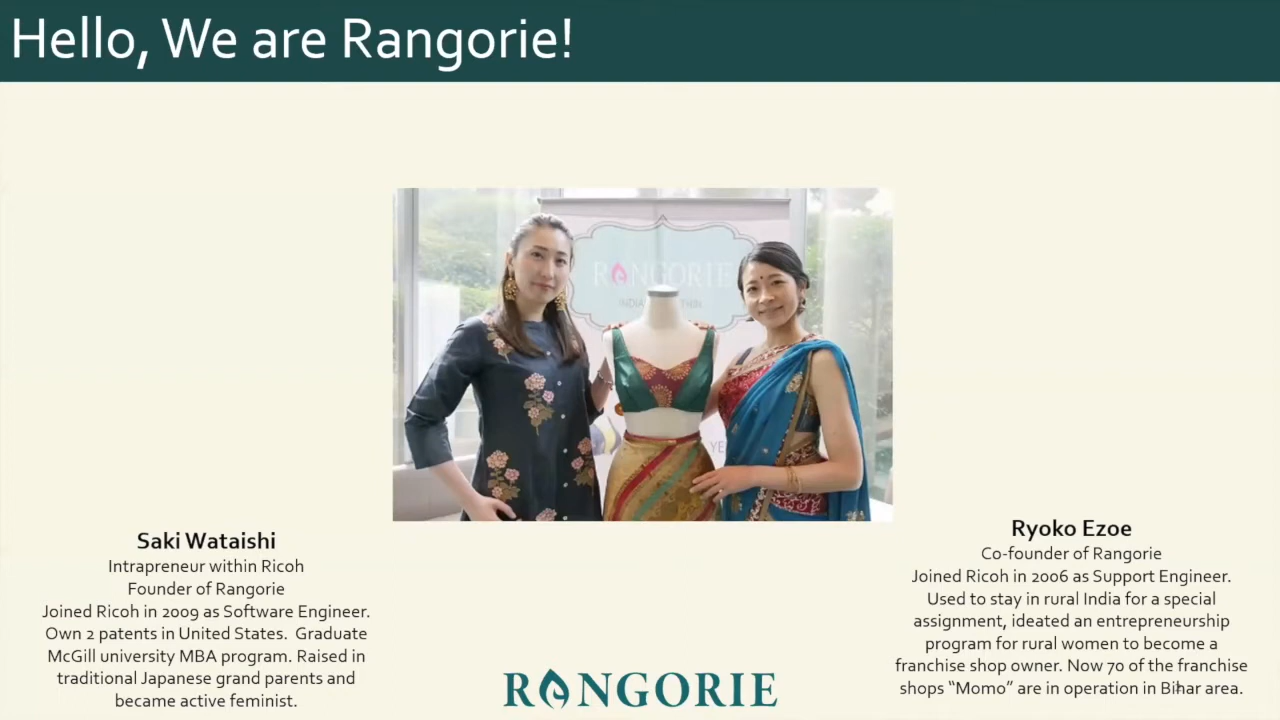 Hello, We are Rangorie!
RANGORIE
INDIA
THIN
YE
Saki Wataishi
Intrapreneur within Ricoh
Founder of Rangorie
Joined Ricoh in 2009 as Software Engineer.
Own 2 patents in United States. Graduate
McGill university MBA program. Raised in
traditional Japanese grand parents and
became active feminist.
Ryoko Ezoe
Co-founder of Rangorie
Joined Ricoh in 2006 as Support Engineer.
Used to stay in rural India for a special
assignment, ideated an entrepreneurship
program for rural women to become a
franchise shop owner. Now 70 of the franchise
shops “Momo” are in operation in Bihar area.
RANGORIE